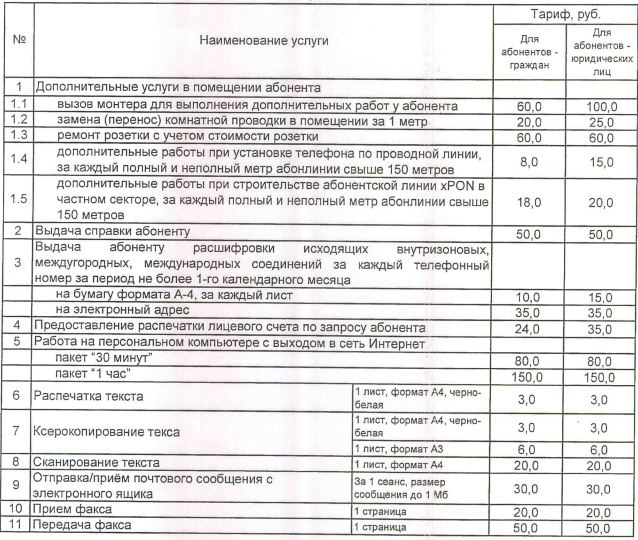 №
Наименование услуги
Тариф, руб.
Для абонентов - граждан
Для абонентов - юридических лиц
1 Дополнительные услуги в помещении абонента
1.1 вызов монтера для выполнения дополнительных работ у абонента 60,0 100,0
1.2 замена (перенос) комнатной проводки в помещении за 1 метр 20,0 25,0
1.3 ремонт розетки с учетом стоимости розетки 60,0 60,0
1.4 дополнительные работы при установке телефона по проводной линии,
за каждый полный и неполный метр абонлинии свыше 150 метров 8,0 15,0
1.5 дополнительные работы при строительстве абонентской линии xPON в
частном секторе, за каждый полный и неполный метр абонлинии свыше
150 метров 18,0 20,0
2 Выдача справки абоненту 50,0 50,0
3 Выдача абоненту расшифровки исходящих внутризоновых,
междугородных, международных соединений за каждый телефонный
номер за период не более 1-го календарного месяца
на бумагу формата А-4, за каждый лист 10,0 15,0
на электронный адрес 35,0 35,0
4 Предоставление распечатки лицевого счета по запросу абонента 24,0 35,0
5 Работа на персональном компьютере с выходом в сеть Интернет
пакет “30 минут” 80,0 80,0
пакет “1 час” 150,0 150,0
6 Распечатка текста 1 лист, формат А4, черно-
белая 3,0 3,0
7 Ксерокопирование текса 1 лист, формат А4, черно-
белая 3,0 3,0
1 лист, формат А3 6,0 6,0
8 Сканирование текста 1 лист, формат А4 20,0 20,0
9 Отправка/приём почтового сообщения с
электронного ящика За 1 сеанс, размер
сообщения до 1 Мб 30,0 30,0
10 Прием факса 1 страница 20,0 20,0
11 Передача факса 1 страница 50,0 50,0